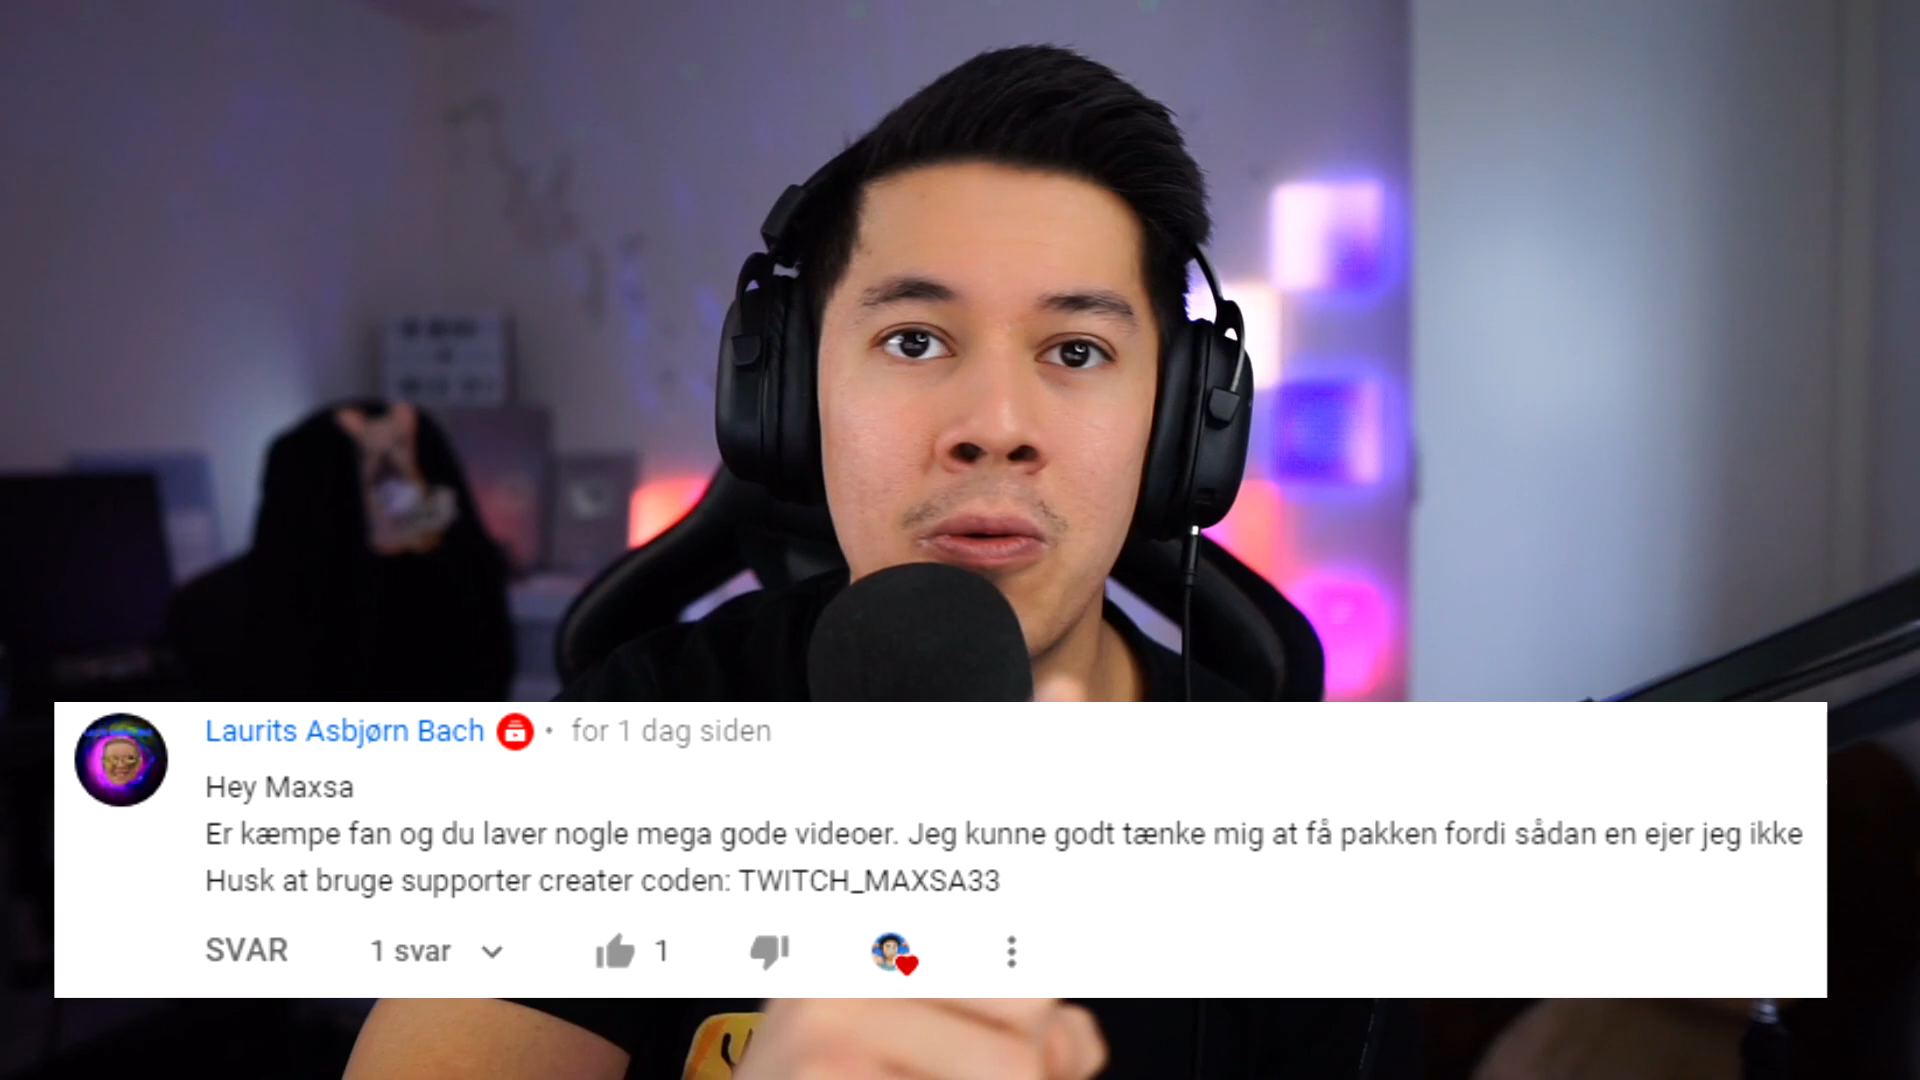 Laurits Asbjørn Bach • for 1 dag siden
Hey Maxsa
Er kæmpe fan og du laver nogle mega gode videoer. Jeg kunne godt tænke mig at få pakken fordi sådan en ejer jeg ikke
Husk at bruge supporter creater coden: TWITCH_MAXSA33
SVAR 1 svar 1